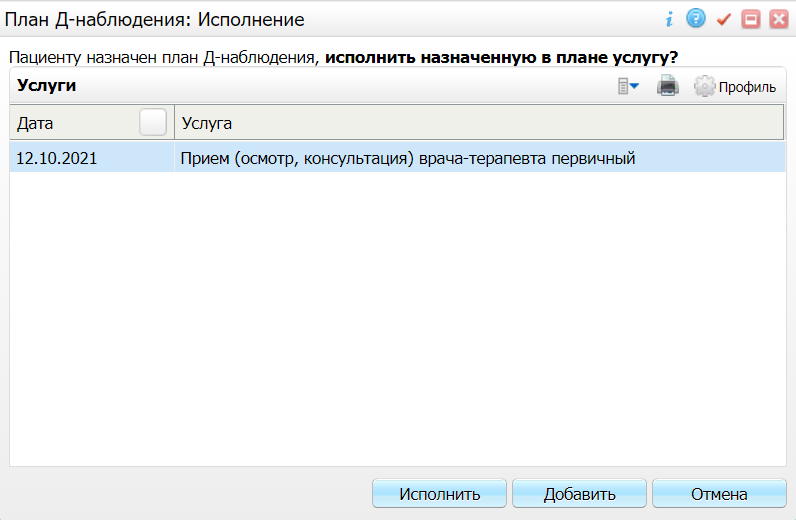 План Д-наблюдения: Исполнение
Пациенту назначен план Д-наблюдения, исполнить назначенную в плане услугу?
Услуги
Профиль
Дата Услуга
12.10.2021 Прием (осмотр, консультация) врача-терапевта первичный
Исполнить Добавить Отмена